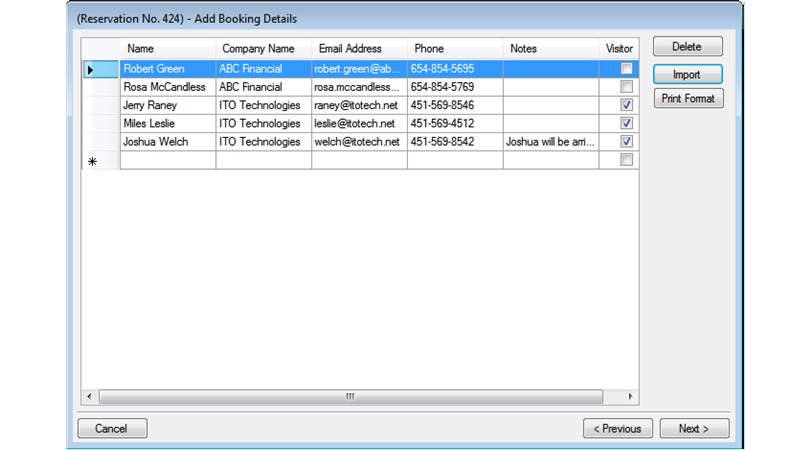 (Reservation No. 424) - Add Booking Details
Name Company Name Email Address Phone Notes Visitor
Robert Green ABC Financial robert.green@ab... 654-854-5695
Rosa McCandless ABC Financial rosa.mccandless... 654-854-5769
Jerry Raney ITO Technologies raney@itotech.net 451-569-8546
Miles Leslie ITO Technologies leslie@itotech.net 451-569-4512
Joshua Welch ITO Technologies welch@itotech.net 451-569-8542 Joshua will be arri...
Delete
Import
Print Format
Cancel
< Previous
Next >